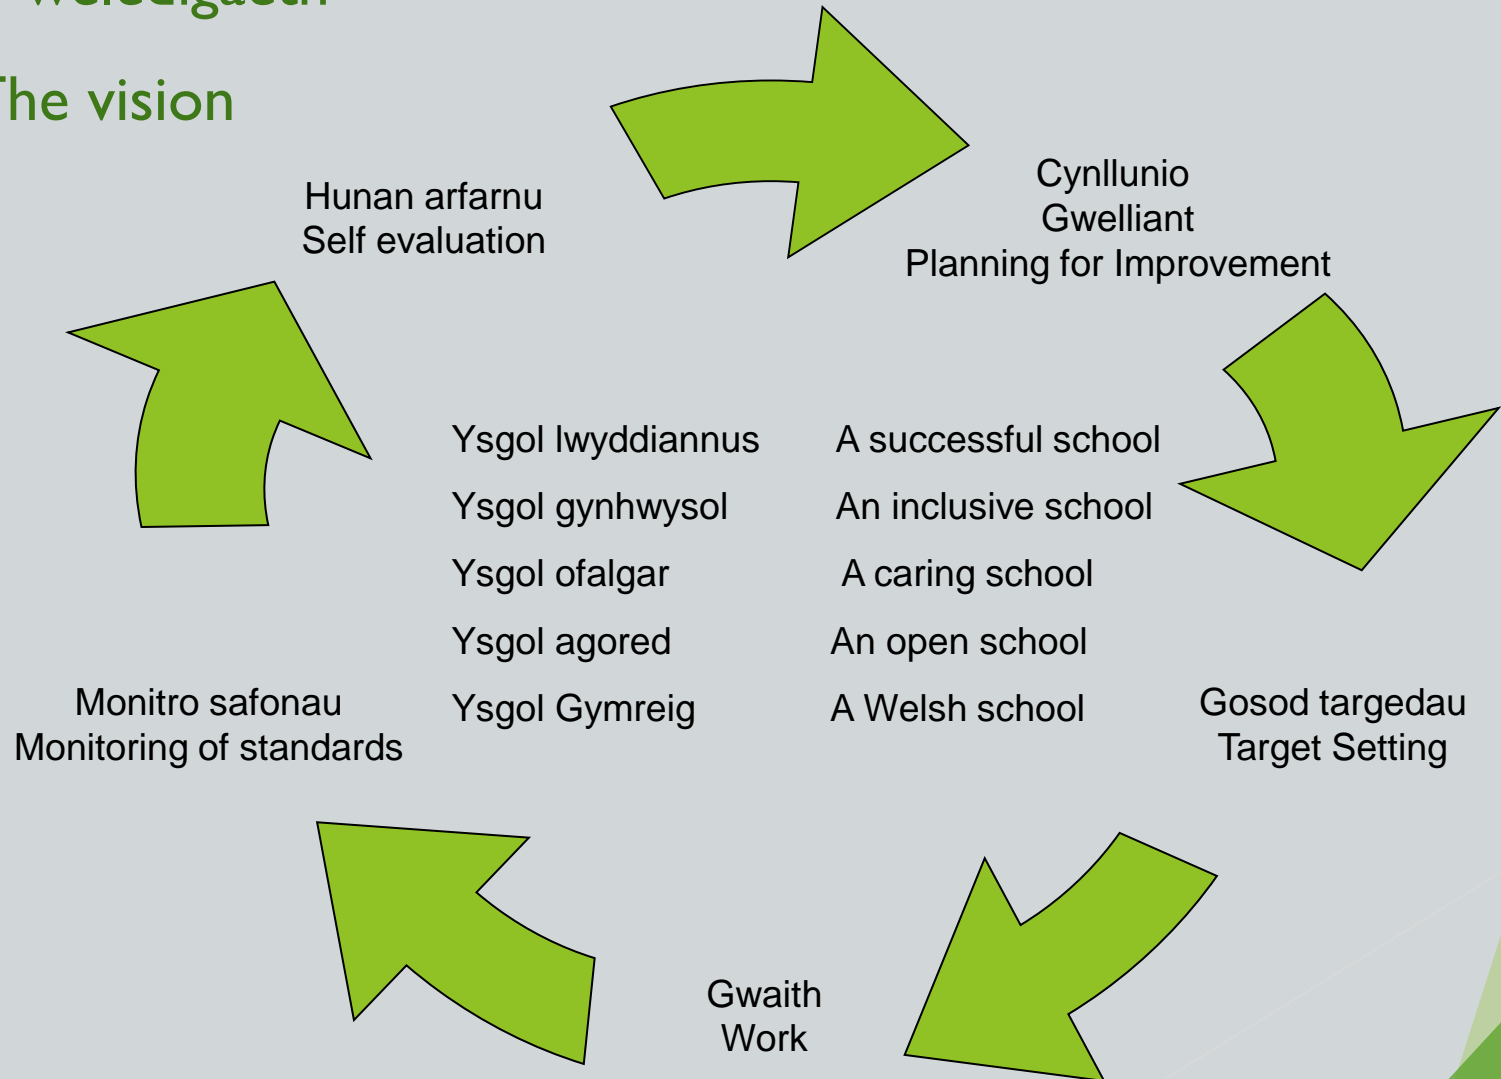 weledigaeth
The vision
Hunan arfarnu
Self evaluation
Cynllunio
Gwelliant
Planning for Improvement
Ysgol lwyddiannus A successful school
Ysgol gynhwysol An inclusive school
Ysgol ofalgar A caring school
Ysgol agored An open school
Ysgol Gymreig A Welsh school
Monitro safonau
Monitoring of standards
Gosod targedau
Target Setting
Gwaith
Work